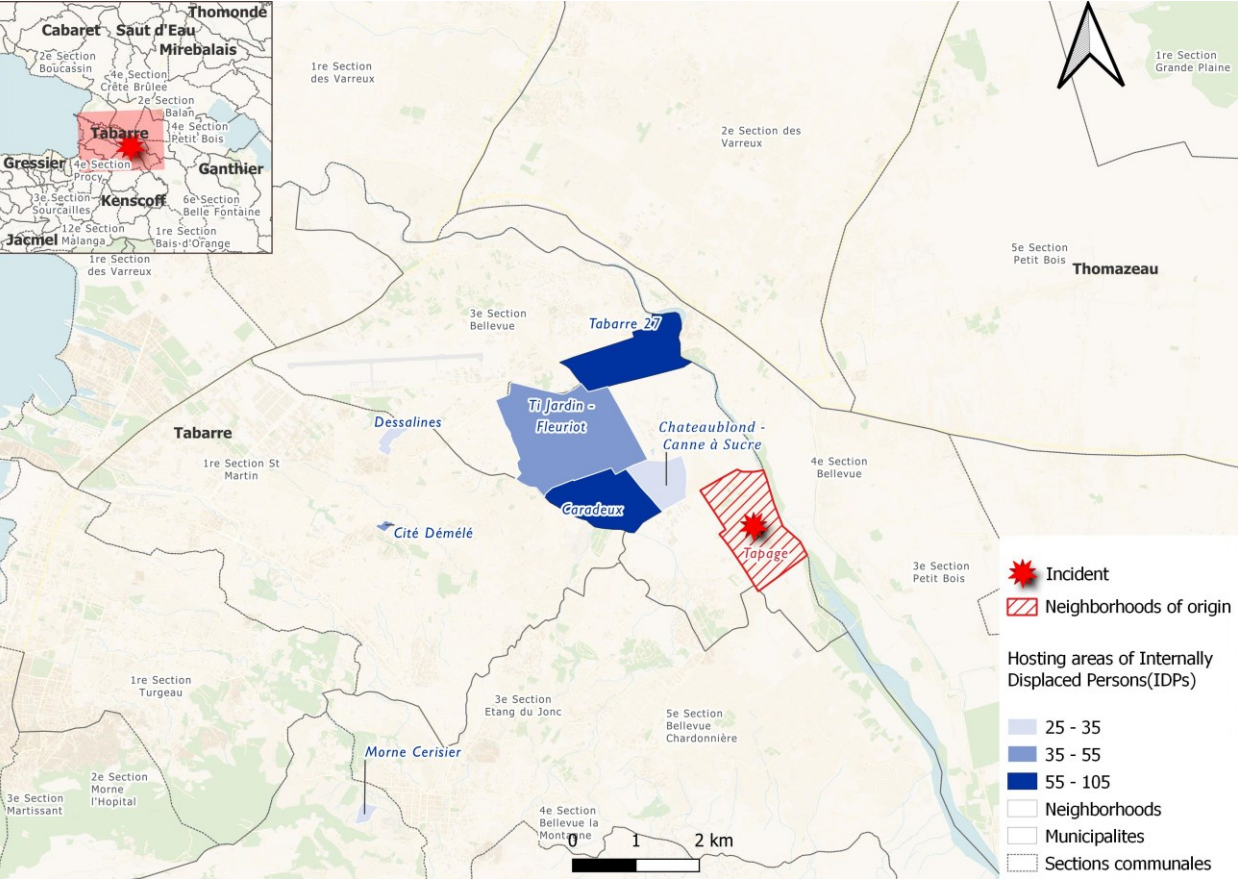 Thomonde
Cabaret
Saut d'Eau
Mirebalais
2e Section
Boucassin
4e Section
Crête Brûlée
2e Section
Balan
Tabarre
4e Section
Petit Bois
Gressier
4e Section
Procy
Ganthier
3e Section
Sourcailles
Kenscoff
6e Section
Belle Fontaine
12e Section
Malanga
1re Section
Bais-d'Orange
Jacmel
1re Section
des Varreux
1re Section
des Varreux
2e Section des
Varreux
1re Section
Grande Plaine
5e Section
Petit Bois
Thomazeau
3e Section
Bellevue
Tabarre 27
Ti Jardin -
Fleuriot
Dessalines
Chateaublond -
Canne à Sucre
Tabarre
1re Section St
Martin
4e Section
Bellevue
Caradeux
Cité Démélé
Tapage
3e Section
Petit Bois
1re Section
Turgeau
3e Section
Etang du Jonc
5e Section
Bellevue
Chardonnière
Morne Cerisier
2e Section
Morne
l'Hopital
3e Section
Martissant
4e Section
Bellevue la
Montagne
0 1 2 km
Incident
Neighborhoods of origin
Hosting areas of Internally
Displaced Persons(IDPs)
25 - 35
35 - 55
55 - 105
Neighborhoods
Municipalites
Sections communales